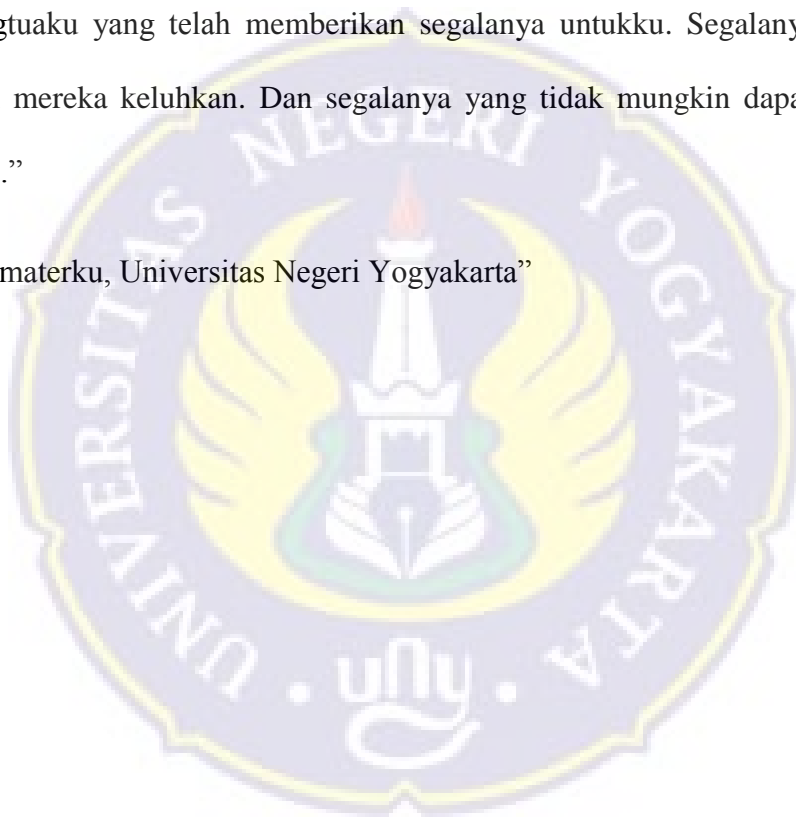 gtuaku yang telah memberikan segalanya untukku. Segalany
mereka keluhkan. Dan segalanya yang tidak mungkin dapa
.”
materku, Universitas Negeri Yogyakarta”
UNIVERSITAS NEGERI YOGYAKARTA
uny